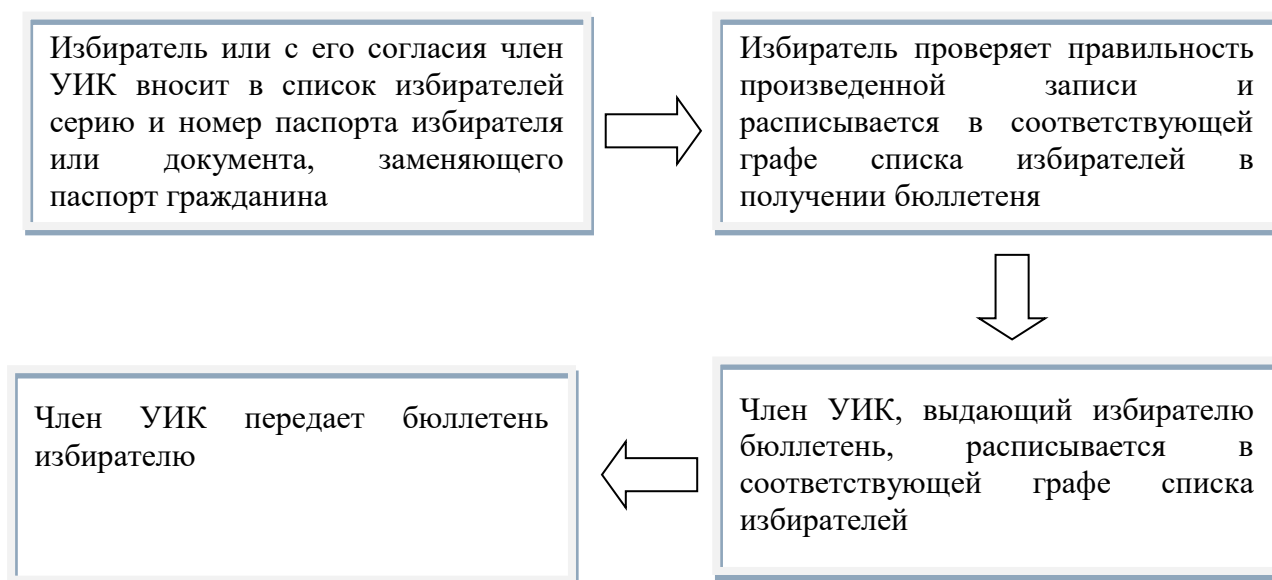 Избиратель или с его согласия член
УИК вносит в список избирателей
серию и номер паспорта избирателя
или документа, заменяющего
паспорт гражданина
Избиратель проверяет правильность
произведенной записи и
расписывается в соответствующей
графе списка избирателей в
получении бюллетеня
Член УИК, выдающий избирателю
бюллетень, расписывается в
соответствующей графе списка
избирателей
Член УИК передает бюллетень
избирателю